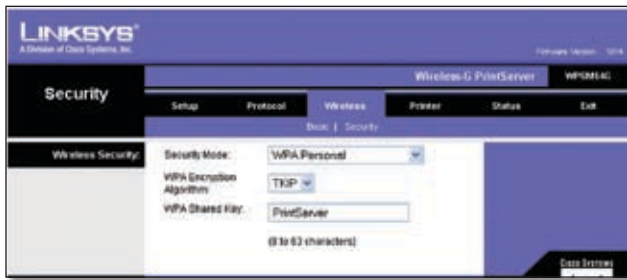 LINKSYS®
A Division of Cisco Systems, Inc.
Firmware Version:
Wireless-G PrintServer
WPSM54G
Security
Setup
Protocol
Wireless
Printer
Status
Exit
Basic | Security
Wireless Security:
Security Mode:
WPA Personal
WPA Encryption Algorithm:
TKIP
WPA Shared Key:
PrintServer
(8 to 63 characters)
Cisco Systems